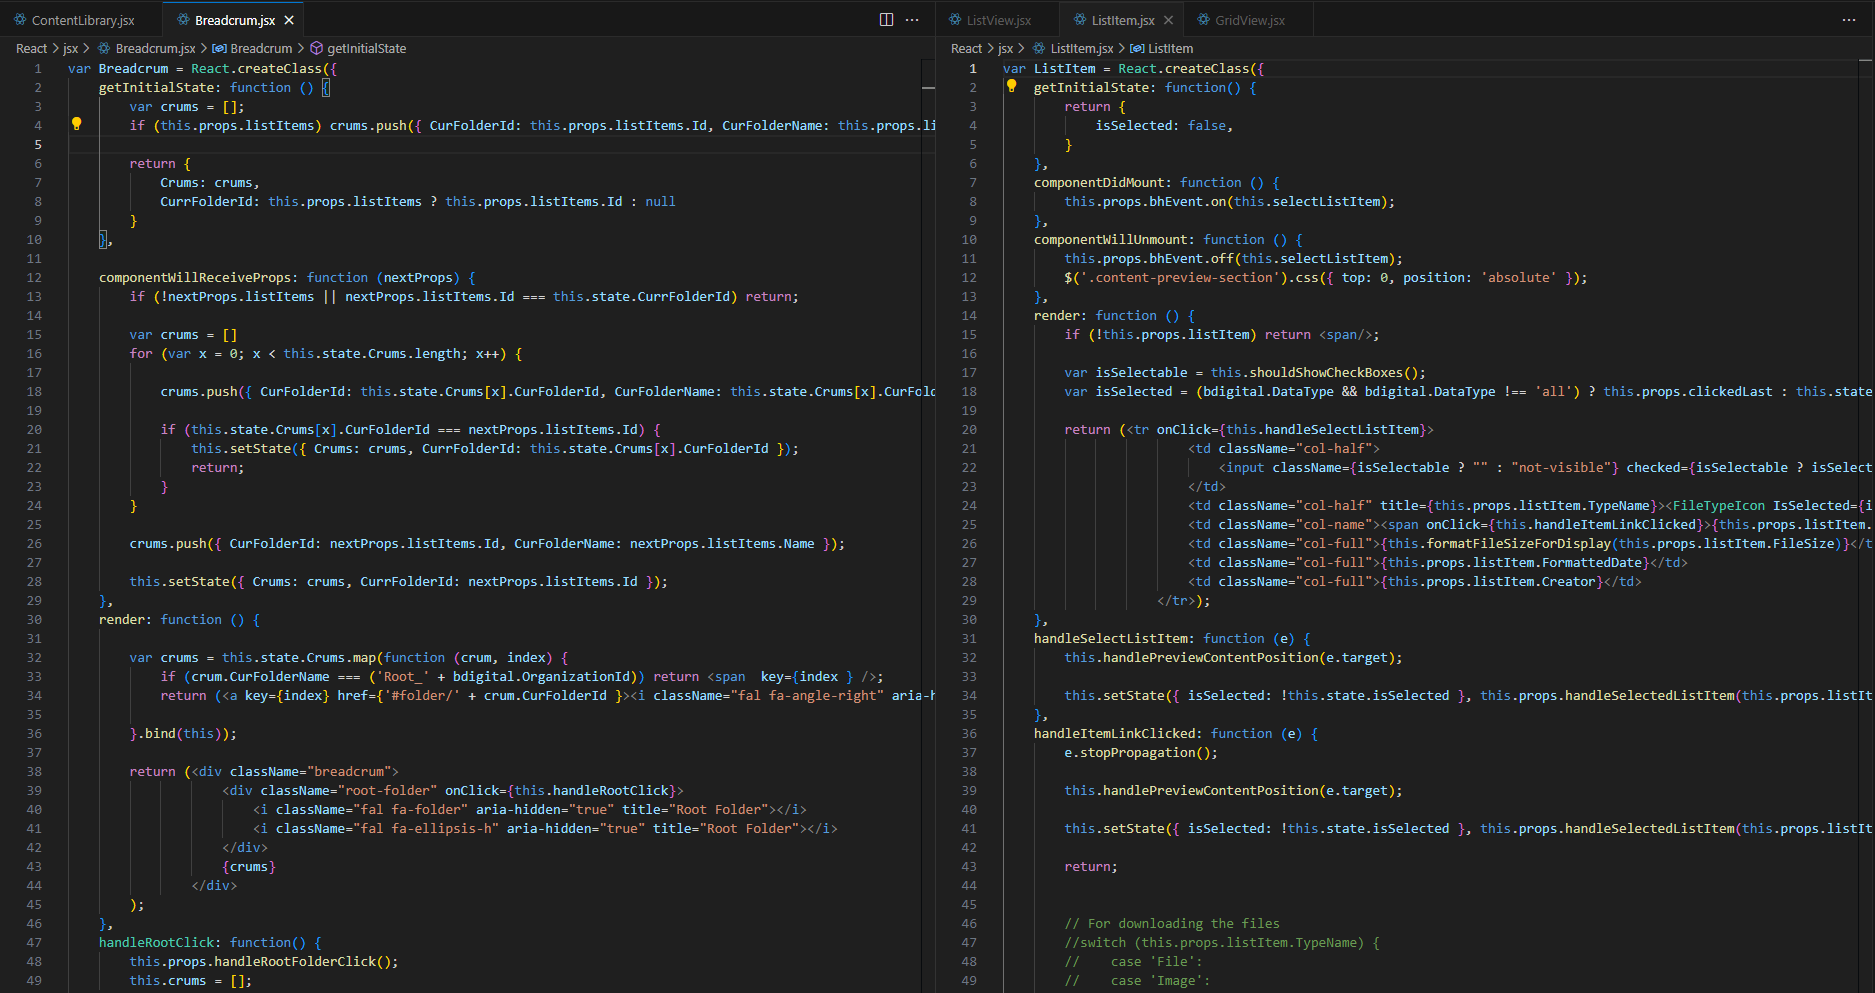 ContentLibrary.jsx
Breadcrum.jsx
React > jsx > Breadcrum.jsx > Breadcrum > getInitialState
1 var Breadcrum = React.createClass({
2 getInitialState: function () {
3 var crums = [];
4 if (this.props.listItems) crums.push({ CurFolderId: this.props.listItems.Id, CurFolderName: this.props.li
5
6 return {
7 Crums: crums,
8 CurrFolderId: this.props.listItems ? this.props.listItems.Id : null
9 }
10 },
11
12 componentWillReceiveProps: function (nextProps) {
13 if (!nextProps.listItems || nextProps.listItems.Id === this.state.CurrFolderId) return;
14
15 var crums = []
16 for (var x = 0; x < this.state.Crums.length; x++) {
17
18 crums.push({ CurFolderId: this.state.Crums[x].CurFolderId, CurFolderName: this.state.Crums[x].CurFold
19
20 if (this.state.Crums[x].CurFolderId === nextProps.listItems.Id) {
21 this.setState({ Crums: crums, CurrFolderId: this.state.Crums[x].CurFolderId });
22 return;
23 }
24 }
25
26 crums.push({ CurFolderId: nextProps.listItems.Id, CurFolderName: nextProps.listItems.Name });
27
28 this.setState({ Crums: crums, CurrFolderId: nextProps.listItems.Id });
29 },
30 render: function () {
31
32 var crums = this.state.Crums.map(function (crum, index) {
33 if (crum.CurFolderName === ('Root_' + bdigital.OrganizationId)) return <span  key={index } />;
34 return (<a key={index} href={'#folder/' + crum.CurFolderId }><i className="fal fa-angle-right" aria-h
35
36 }.bind(this));
37
38 return (<div className="breadcrum">
39 <div className="root-folder" onClick={this.handleRootClick}>
40 <i className="fal fa-folder" aria-hidden="true" title="Root Folder"></i>
41 <i className="fal fa-ellipsis-h" aria-hidden="true" title="Root Folder"></i>
42 </div>
43 {crums}
44 </div>
45 );
46 },
47 handleRootClick: function() {
48 this.props.handleRootFolderClick();
49 this.crums = [];
ListView.jsx
ListItem.jsx
GridView.jsx
React > jsx > ListItem.jsx > ListItem
1 var ListItem = React.createClass({
2 getInitialState: function() {
3 return {
4 isSelected: false,
5 }
6 },
7 componentDidMount: function () {
8 this.props.bhEvent.on(this.selectListItem);
9 },
10 componentWillUnmount: function () {
11 this.props.bhEvent.off(this.selectListItem);
12 $('.content-preview-section').css({ top: 0, position: 'absolute' });
13 },
14 render: function () {
15 if (!this.props.listItem) return <span/>;
16
17 var isSelectable = this.shouldShowCheckBoxes();
18 var isSelected = (bdigital.DataType && bdigital.DataType !== 'all') ? this.props.clickedLast : this.state
19
20 return (<tr onClick={this.handleSelectListItem}>
21 <td className="col-half">
22 <input className={isSelectable ? "" : "not-visible"} checked={isSelectable ? isSelect
23 </td>
24 <td className="col-half" title={this.props.listItem.TypeName}><FileTypeIcon IsSelected={i
25 <td className="col-name"><span onClick={this.handleItemLinkClicked}>{this.props.listItem.
26 <td className="col-full">{this.formatFileSizeForDisplay(this.props.listItem.FileSize)}</t
27 <td className="col-full">{this.props.listItem.FormattedDate}</td>
28 <td className="col-full">{this.props.listItem.Creator}</td>
29 </tr>);
30 },
31 handleSelectListItem: function (e) {
32 this.handlePreviewContentPosition(e.target);
33
34 this.setState({ isSelected: !this.state.isSelected }, this.props.handleSelectedListItem(this.props.listIt
35 },
36 handleItemLinkClicked: function (e) {
37 e.stopPropagation();
38
39 this.handlePreviewContentPosition(e.target);
40
41 this.setState({ isSelected: !this.state.isSelected }, this.props.handleSelectedListItem(this.props.listIt
42
43 return;
44
45
46 // For downloading the files
47 //switch (this.props.listItem.TypeName) {
48 //    case 'File':
49 //    case 'Image':